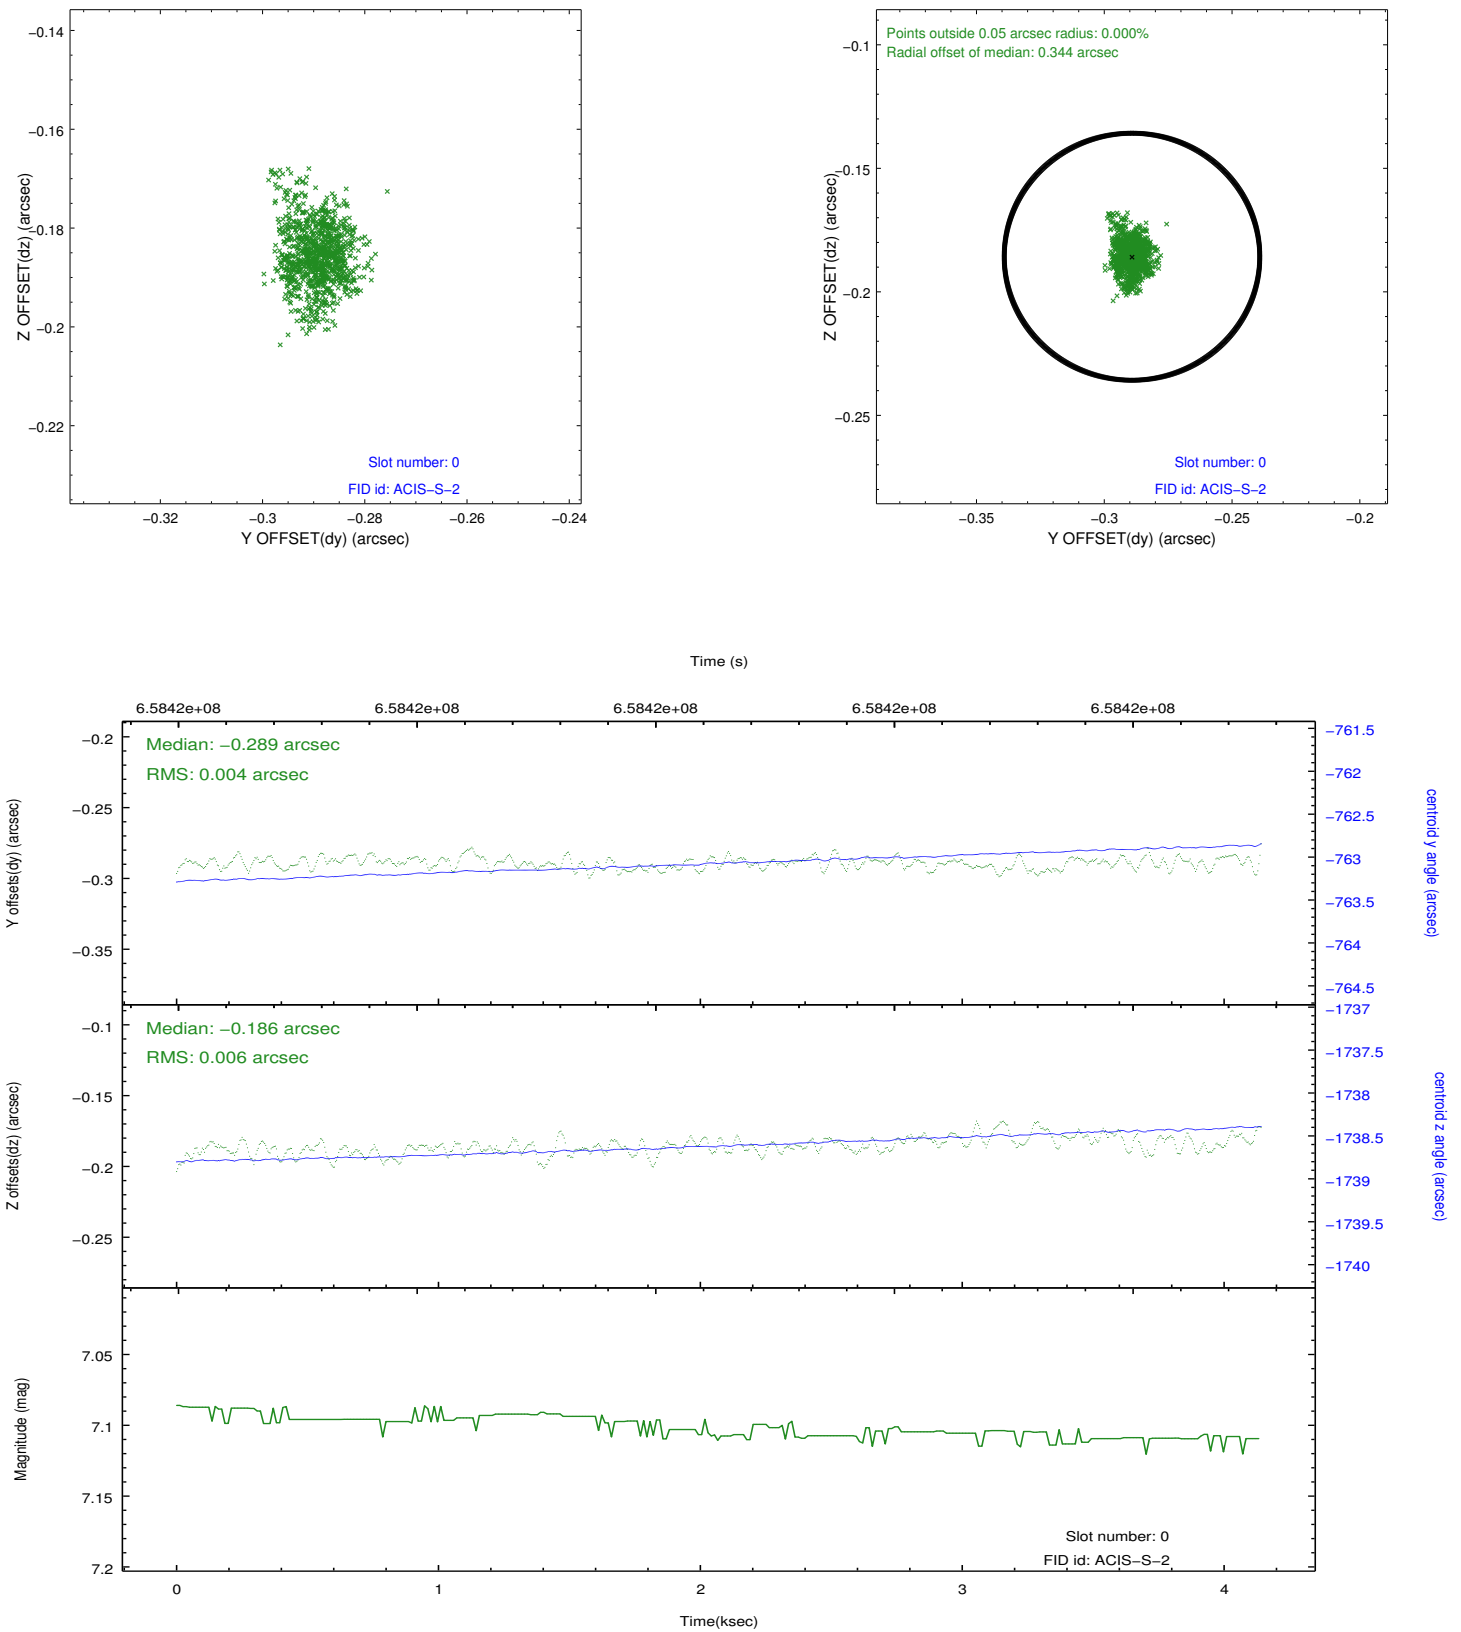 −0.14
−0.16
−0.18
−0.2
−0.22
Z OFFSET(dz) (arcsec)
Slot number: 0
FID id: ACIS−S−2
−0.32
−0.3
−0.28
−0.26
−0.24
Y OFFSET(dy) (arcsec)
Points outside 0.05 arcsec radius: 0.000%
Radial offset of median: 0.344 arcsec
−0.1
−0.15
−0.2
−0.25
Z OFFSET(dz) (arcsec)
Slot number: 0
FID id: ACIS−S−2
−0.35
−0.3
−0.25
−0.2
Y OFFSET(dy) (arcsec)
Time (s)
6.5842e+08
6.5842e+08
6.5842e+08
6.5842e+08
6.5842e+08
Median: −0.289 arcsec
RMS: 0.004 arcsec
−0.2
−0.25
−0.3
−0.35
Y offsets(dy) (arcsec)
−761.5
−762
−762.5
−763
−763.5
−764
−764.5
centroid y angle (arcsec)
Median: −0.186 arcsec
RMS: 0.006 arcsec
−0.1
−0.15
−0.2
−0.25
Z offsets(dz) (arcsec)
−1737
−1737.5
−1738
−1738.5
−1739
−1739.5
−1740
centroid z angle (arcsec)
7.05
7.1
7.15
7.2
Magnitude (mag)
Slot number: 0
FID id: ACIS−S−2
0
1
2
3
4
Time(ksec)